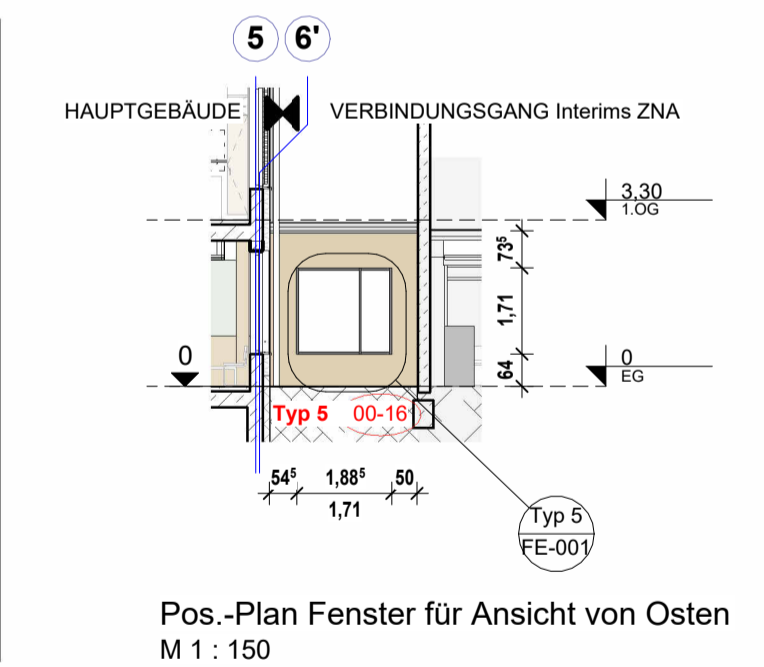 5 6'
HAUPTGEBÄUDE VERBINDUNGSGANG Interims ZNA
3,30
1.OG
73⁵
1,71
64
0
0
EG
Typ 5 00-16
54⁵ 1,88⁵ 50
1,71
Typ 5
FE-001
Pos.-Plan Fenster für Ansicht von Osten
M 1 : 150